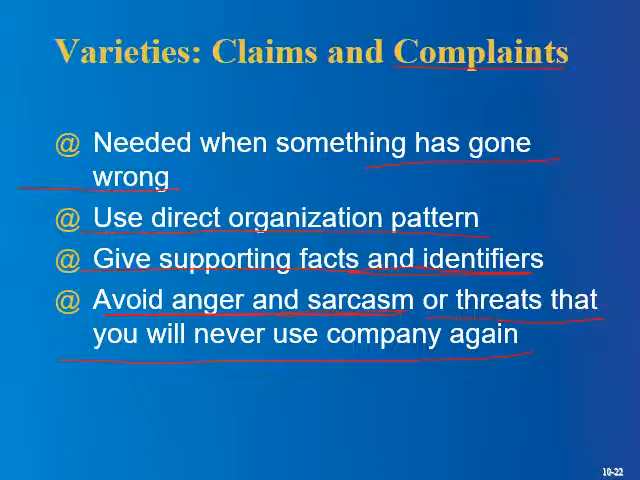 Varieties: Claims and Complaints
@ Needed when something has gone
wrong
@ Use direct organization pattern
@ Give supporting facts and identifiers
@ Avoid anger and sarcasm or threats that
you will never use company again
10-22